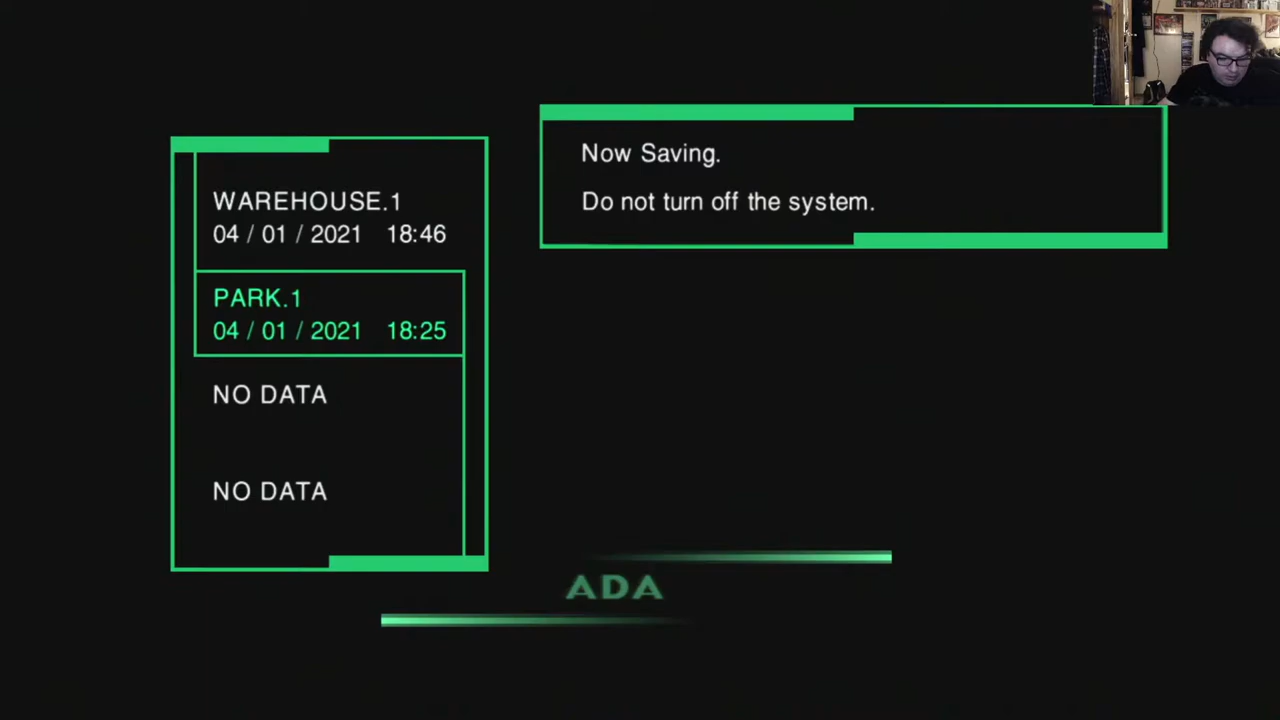 WAREHOUSE.1
04 / 01 / 2021 18:46
PARK.1
04 / 01 / 2021 18:25
NO DATA
NO DATA
Now Saving.
Do not turn off the system.
ADA